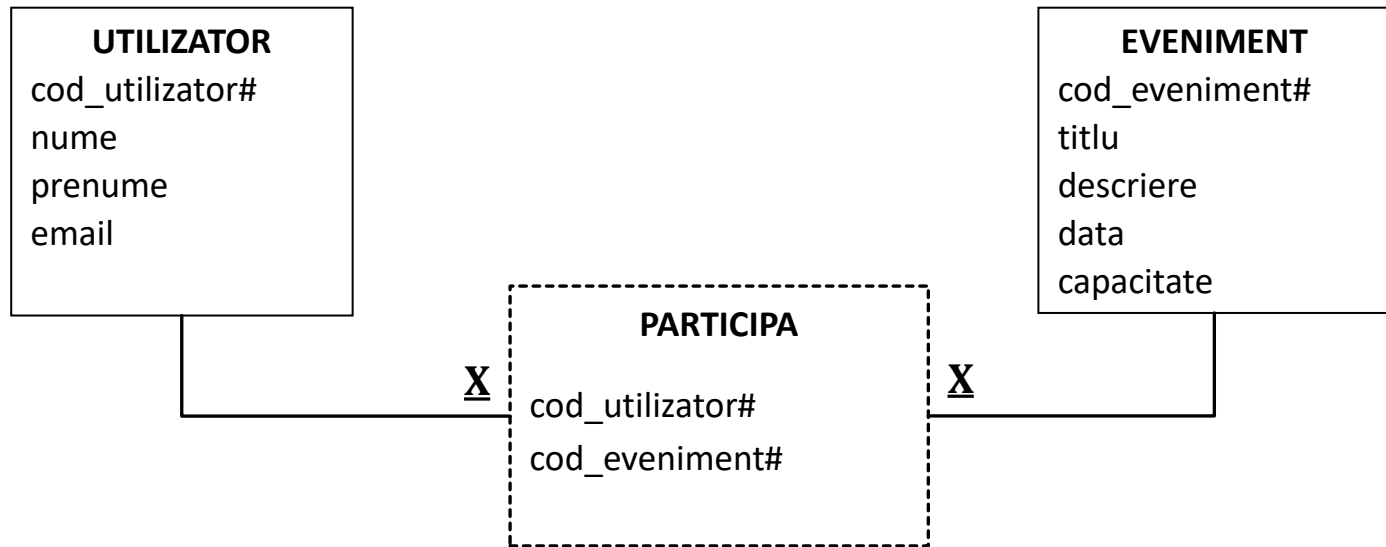 UTILIZATOR
cod_utilizator#
nume
prenume
email
EVENIMENT
cod_eveniment#
titlu
descriere
data
capacitate
PARTICIPA
X
X
cod_utilizator#
cod_eveniment#